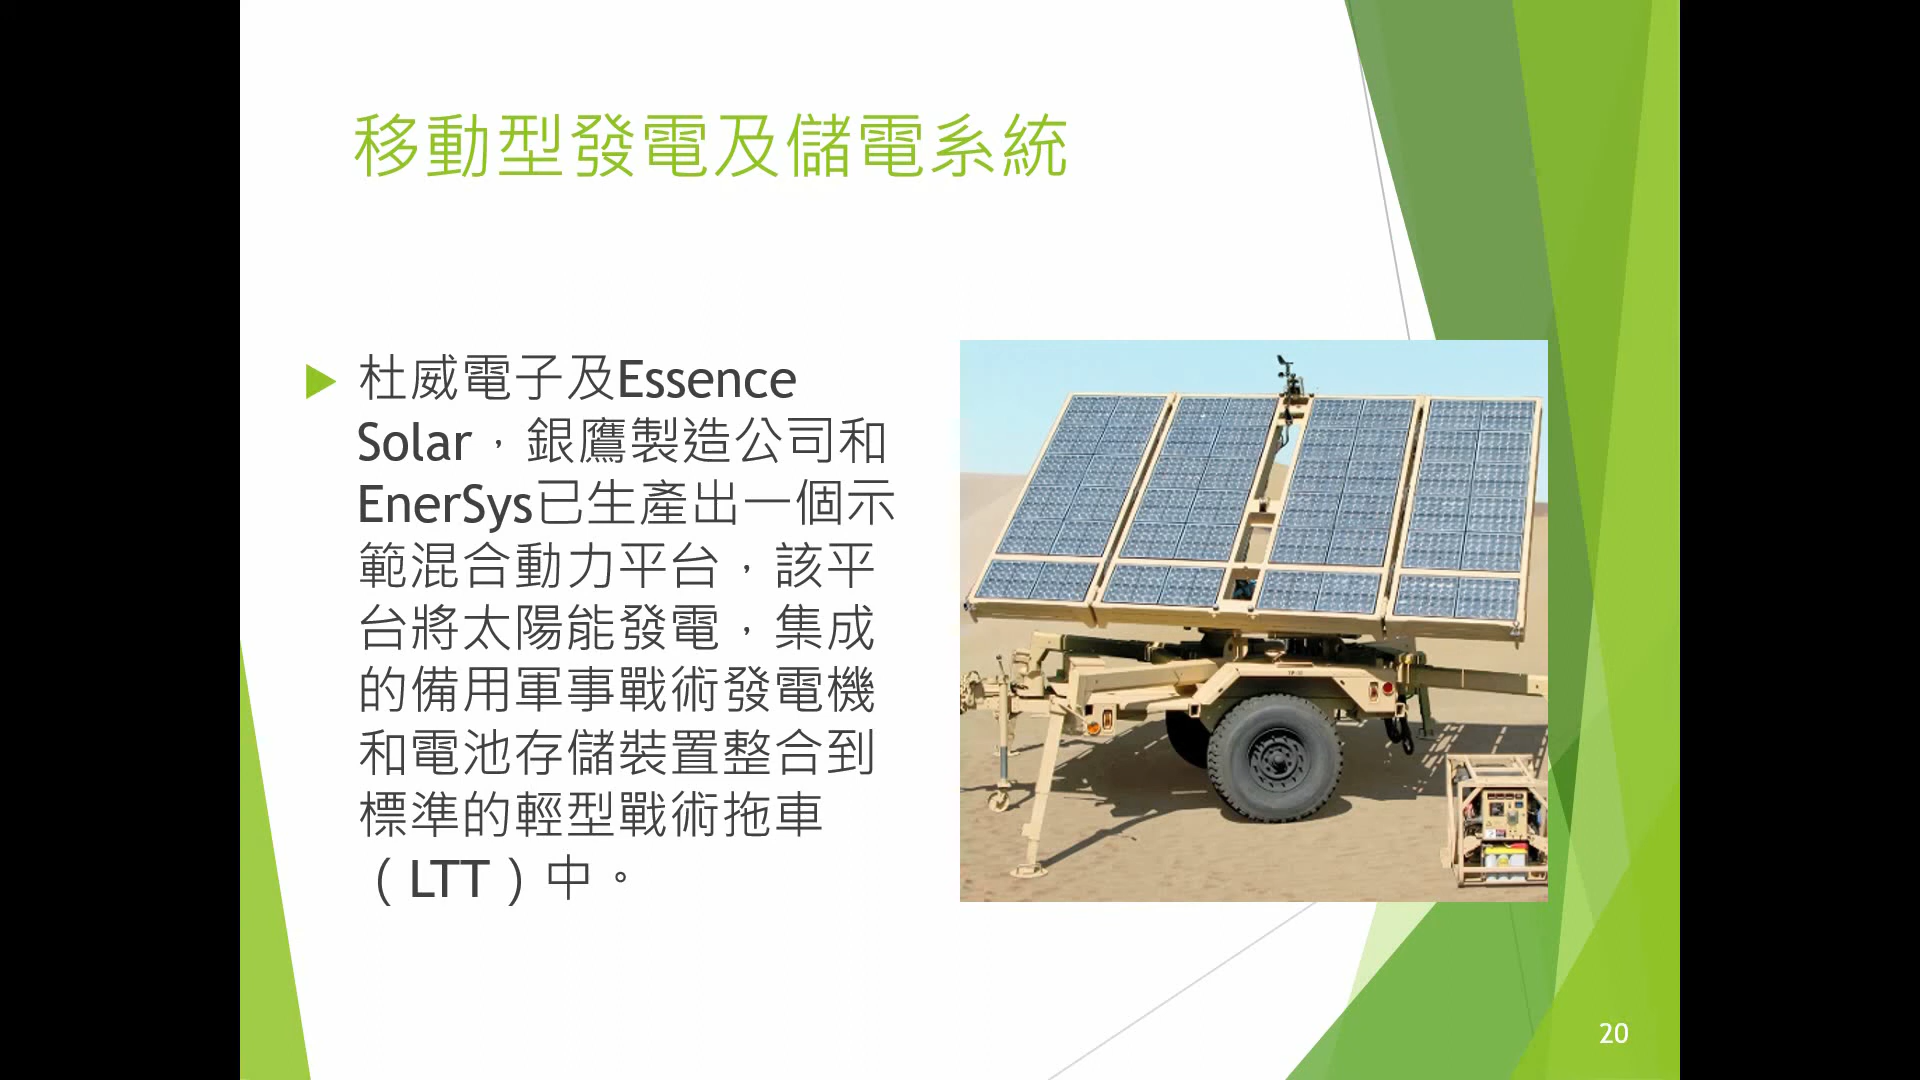 移動型發電及儲電系統
杜威電子及Essence
Solar，銀鷹製造公司和
EnerSys已生產出一個示
範混合動力平台，該平
台將太陽能發電，集成
的備用軍事戰術發電機
和電池存儲裝置整合到
標準的輕型戰術拖車
（LTT）中。
20